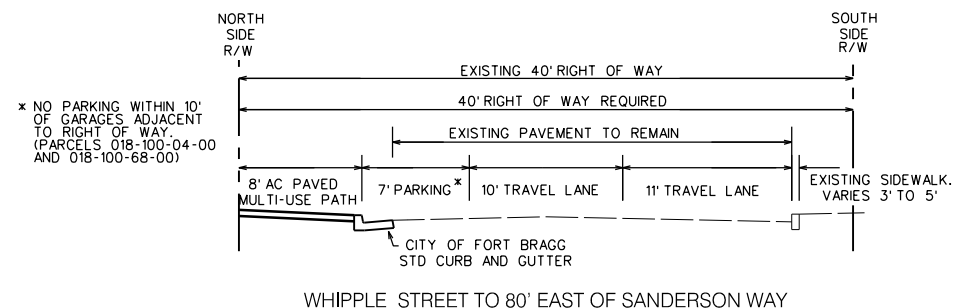 NORTH
SIDE
R/W
SOUTH
SIDE
R/W
EXISTING 40' RIGHT OF WAY
40' RIGHT OF WAY REQUIRED
* NO PARKING WITHIN 10'
OF GARAGES ADJACENT
TO RIGHT OF WAY.
(PARCELS 018-100-04-00
AND 018-100-68-00)
EXISTING PAVEMENT TO REMAIN
8' AC PAVED
MULTI-USE PATH
7' PARKING*
10' TRAVEL LANE
11' TRAVEL LANE
EXISTING SIDEWALK.
VARIES 3' TO 5'
CITY OF FORT BRAGG
STD CURB AND GUTTER
WHIPPLE STREET TO 80' EAST OF SANDERSON WAY